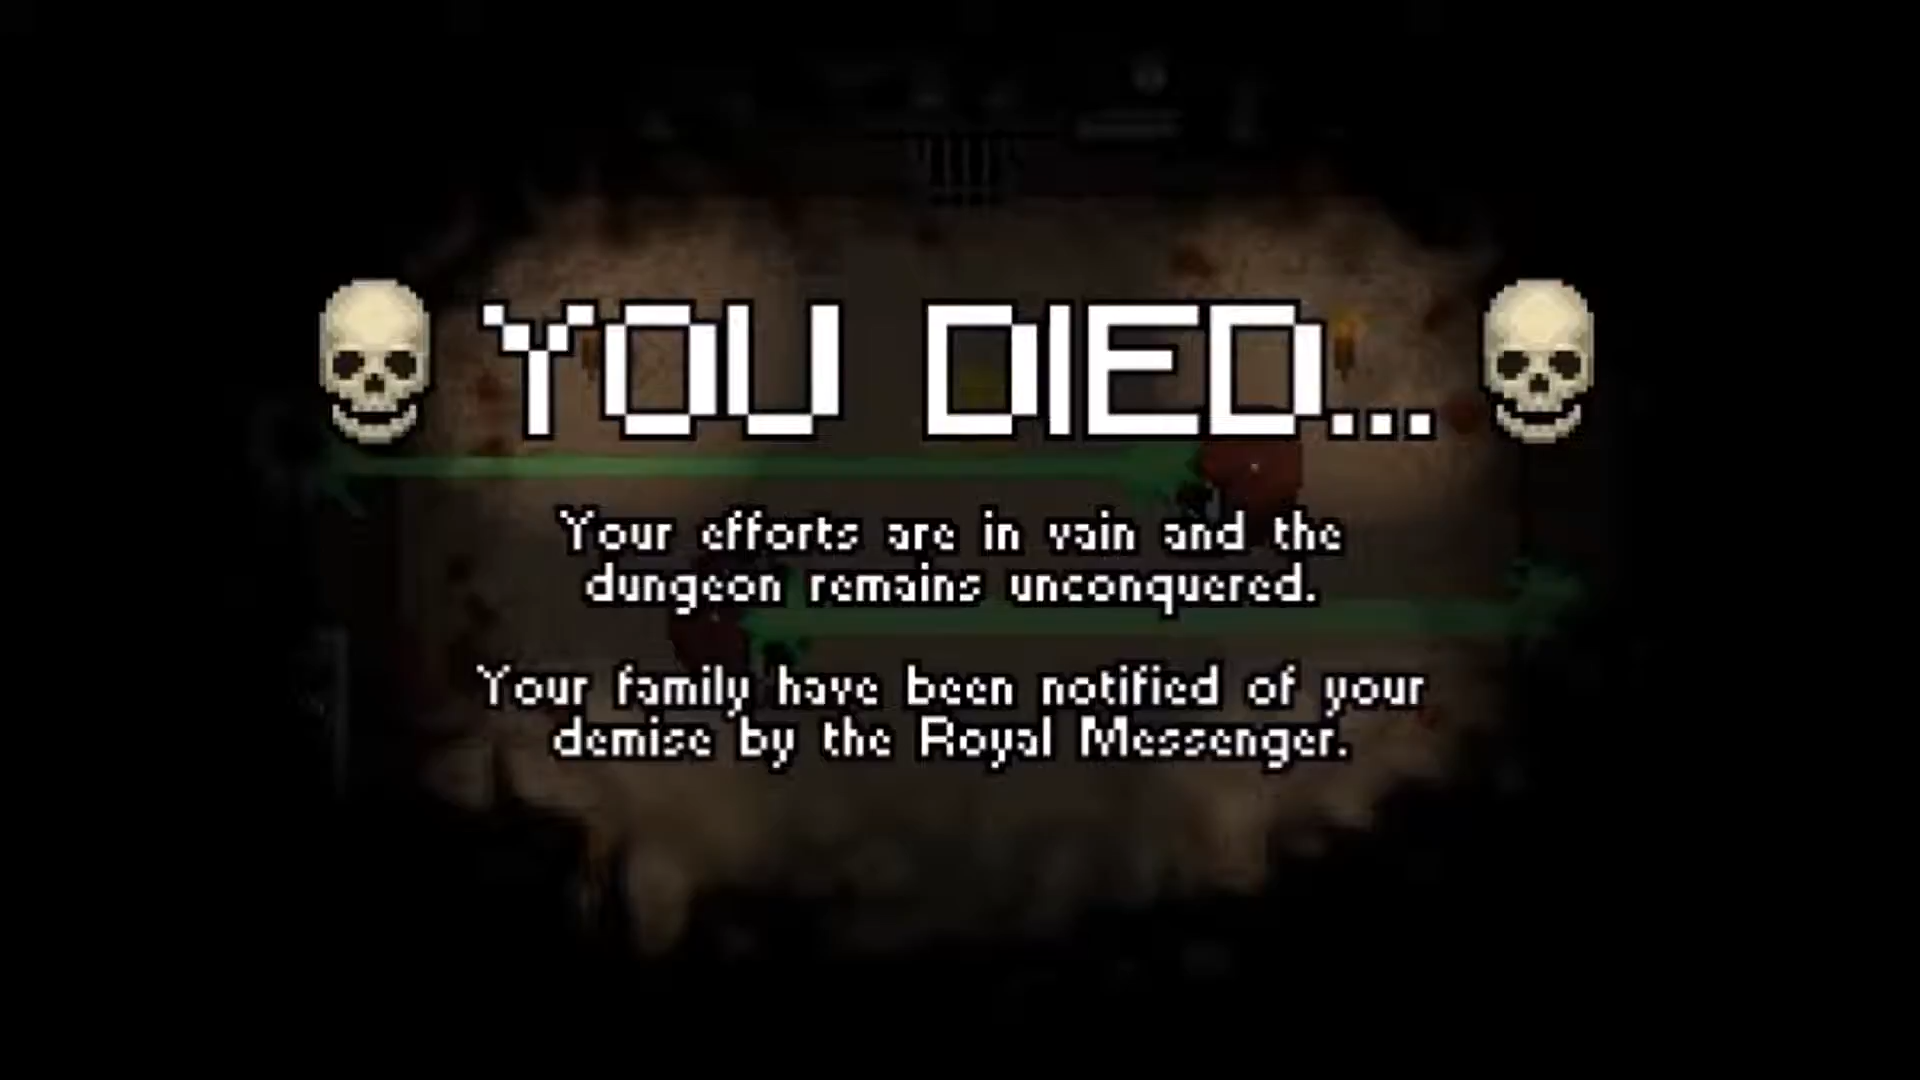 YOU DIED...
Your efforts are in vain and the
dungeon remains unconquered.
Your family have been notified of your
demise by the Royal Messenger.